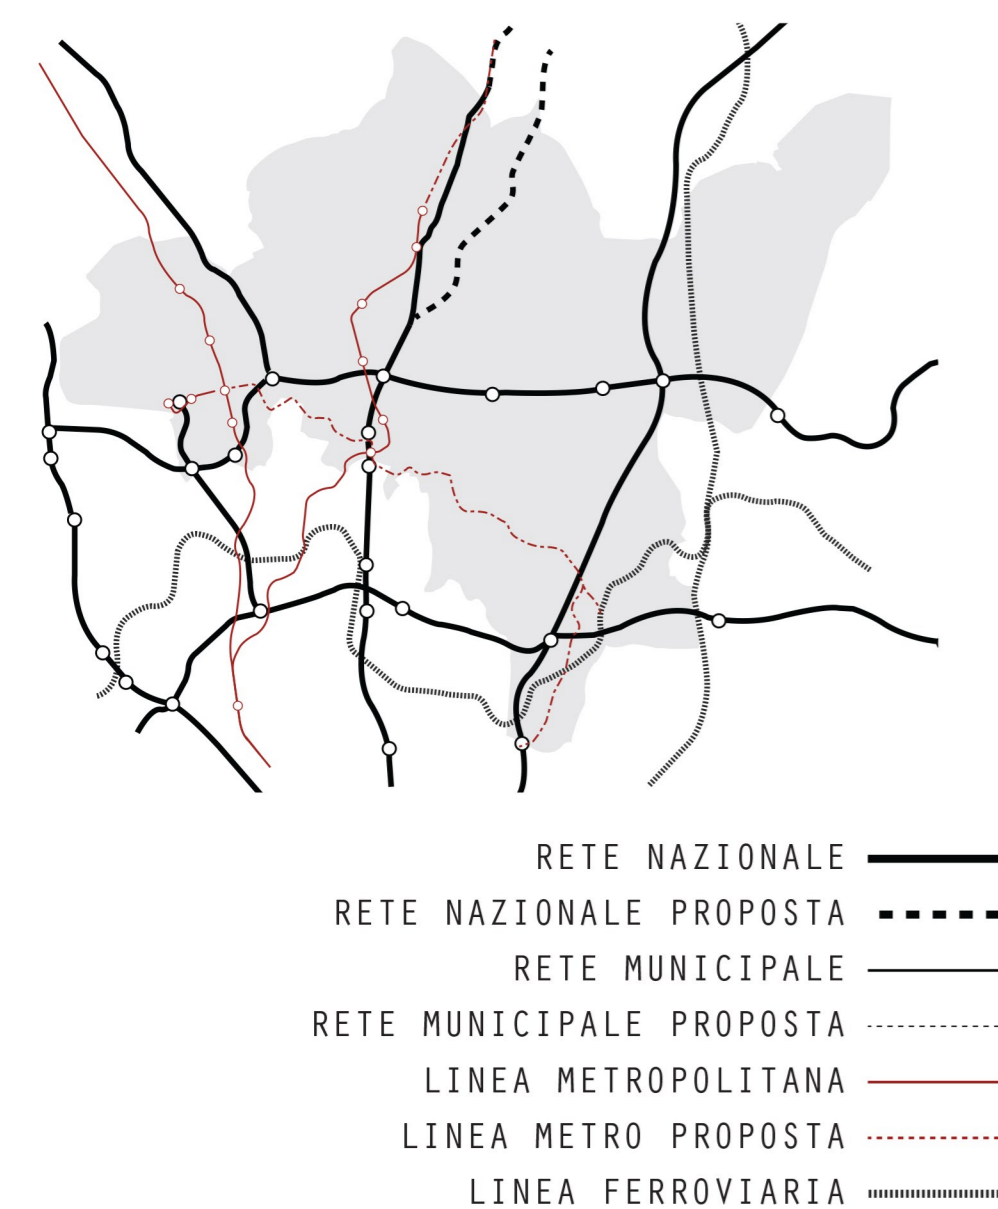 RETE NAZIONALE
RETE NAZIONALE PROPOSTA
RETE MUNICIPALE
RETE MUNICIPALE PROPOSTA
LINEA METROPOLITANA
LINEA METRO PROPOSTA
LINEA FERROVIARIA